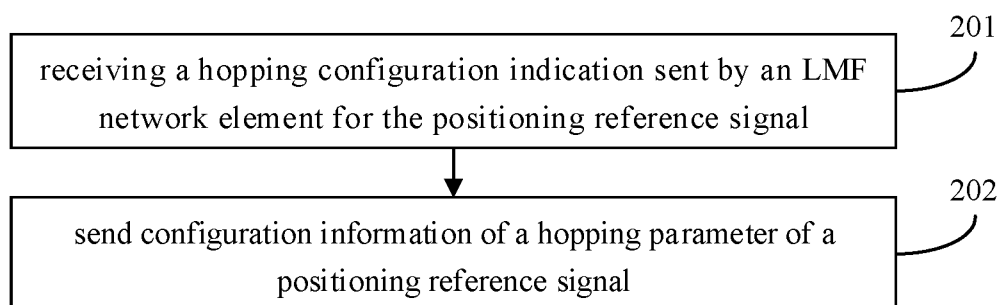 201
receiving a hopping configuration indication sent by an LMF
network element for the positioning reference signal
202
send configuration information of a hopping parameter of a
positioning reference signal